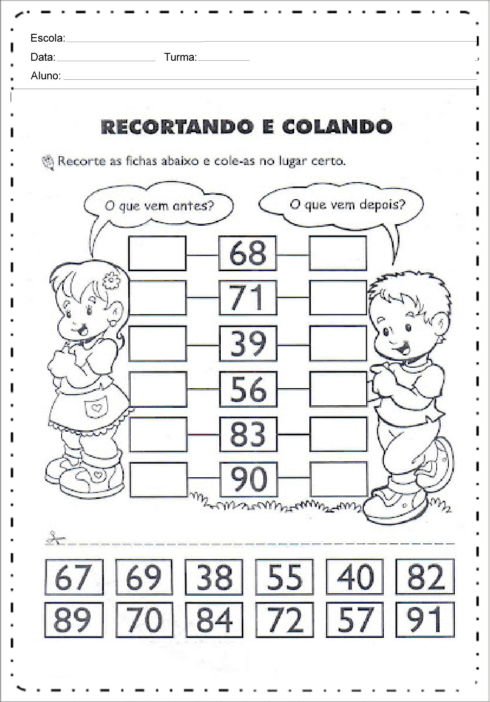 Escola:
Data: Turma:
Aluno:
RECORTANDO E COLANDO
Recorte as fichas abaixo e cole-as no lugar certo.
O que vem antes? O que vem depois?
68
71
39
56
83
90
67 69 38 55 40 82
89 70 84 72 57 91